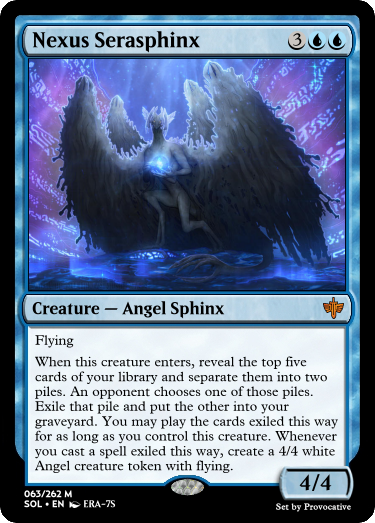 Nexus Serasphinx 3
Creature — Angel Sphinx
Flying
When this creature enters, reveal the top five
cards of your library and separate them into two
piles. An opponent chooses one of those piles.
Exile that pile and put the other into your
graveyard. You may play the cards exiled this way
for as long as you control this creature. Whenever
you cast a spell exiled this way, create a 4/4 white
Angel creature token with flying.
4/4
063/262 M
SOL • EN ERA-7S
Set by Provocative